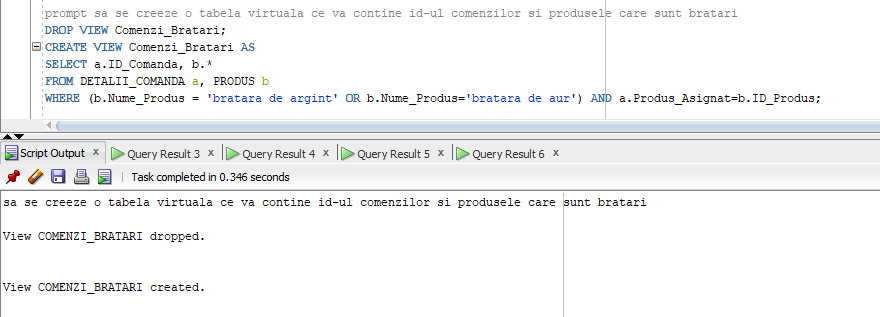 prompt sa se creeze o tabela virtuala ce va contine id-ul comenzilor si produsele care sunt bratari
DROP VIEW Comenzi_Bratari;
CREATE VIEW Comenzi_Bratari AS
SELECT a.ID_Comanda, b.*
FROM DETALII_COMANDA a, PRODUS b
WHERE (b.Nume_Produs = 'bratara de argint' OR b.Nume_Produs='bratara de aur') AND a.Produs_Asignat=b.ID_Produs;
Script Output x Query Result 3 x Query Result 4 x Query Result 5 x Query Result 6 x
Task completed in 0.346 seconds
sa se creeze o tabela virtuala ce va contine id-ul comenzilor si produsele care sunt bratari
View COMENZI_BRATARI dropped.
View COMENZI_BRATARI created.